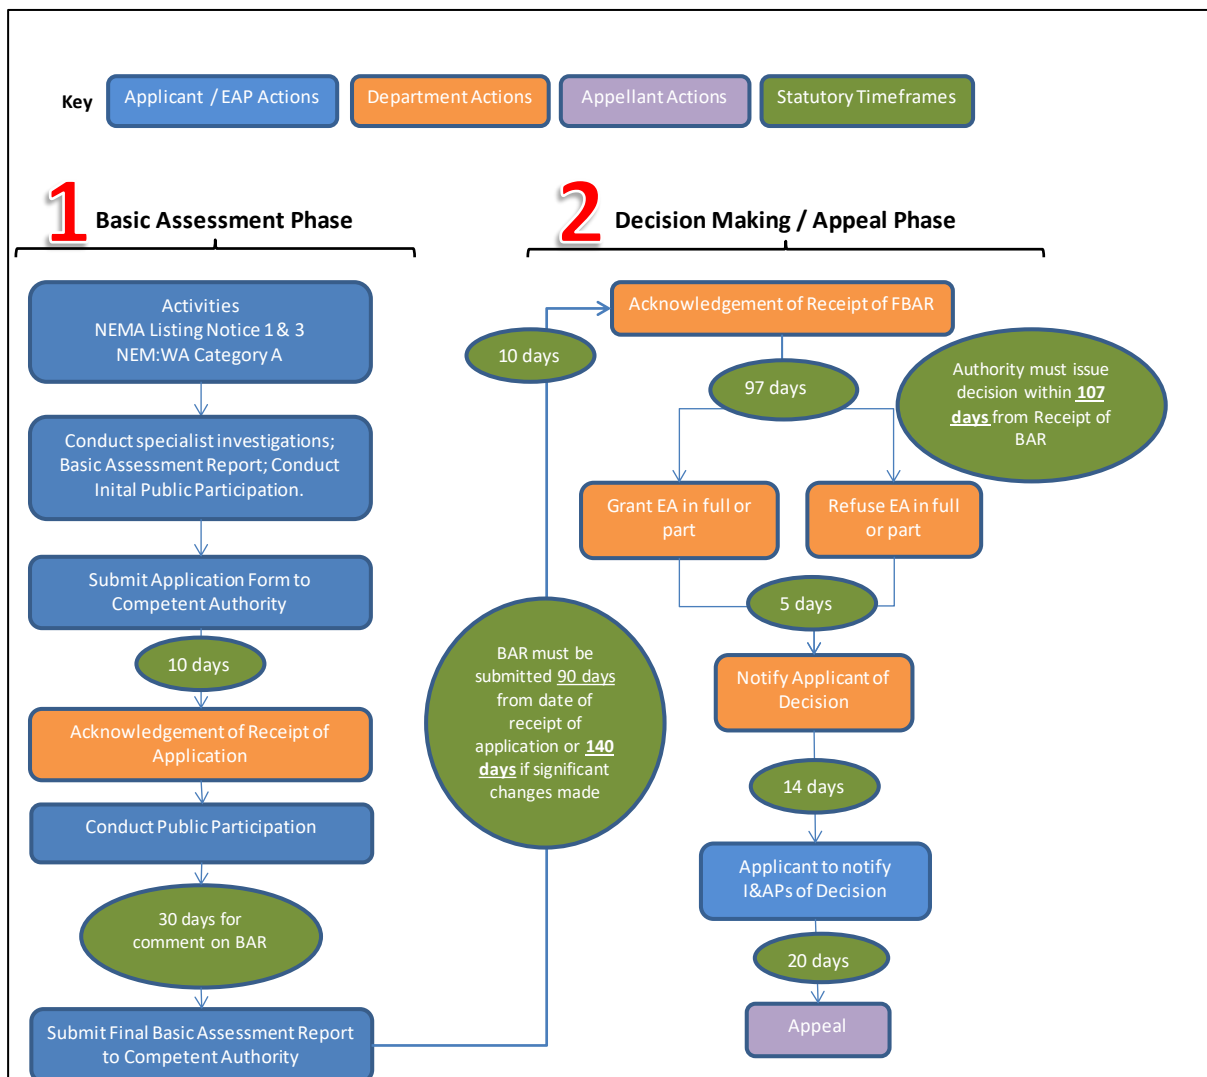 Key
Applicant / EAP Actions
Department Actions
Appellant Actions
Statutory Timeframes
1 Basic Assessment Phase
Activities
NEMA Listing Notice 1 & 3
NEM:WA Category A
Conduct specialist investigations;
Basic Assessment Report; Conduct
Inital Public Participation.
Submit Application Form to
Competent Authority
10 days
Acknowledgement of Receipt of
Application
Conduct Public Participation
30 days for
comment on BAR
Submit Final Basic Assessment Report
to Competent Authority
BAR must be
submitted 90 days
from date of
receipt of
application or 140
days if significant
changes made
10 days
2 Decision Making / Appeal Phase
Acknowledgement of Receipt of FBAR
97 days
Authority must issue
decision within 107
days from Receipt of
BAR
Grant EA in full or
part
Refuse EA in full
or part
5 days
Notify Applicant of
Decision
14 days
Applicant to notify
I&APs of Decision
20 days
Appeal